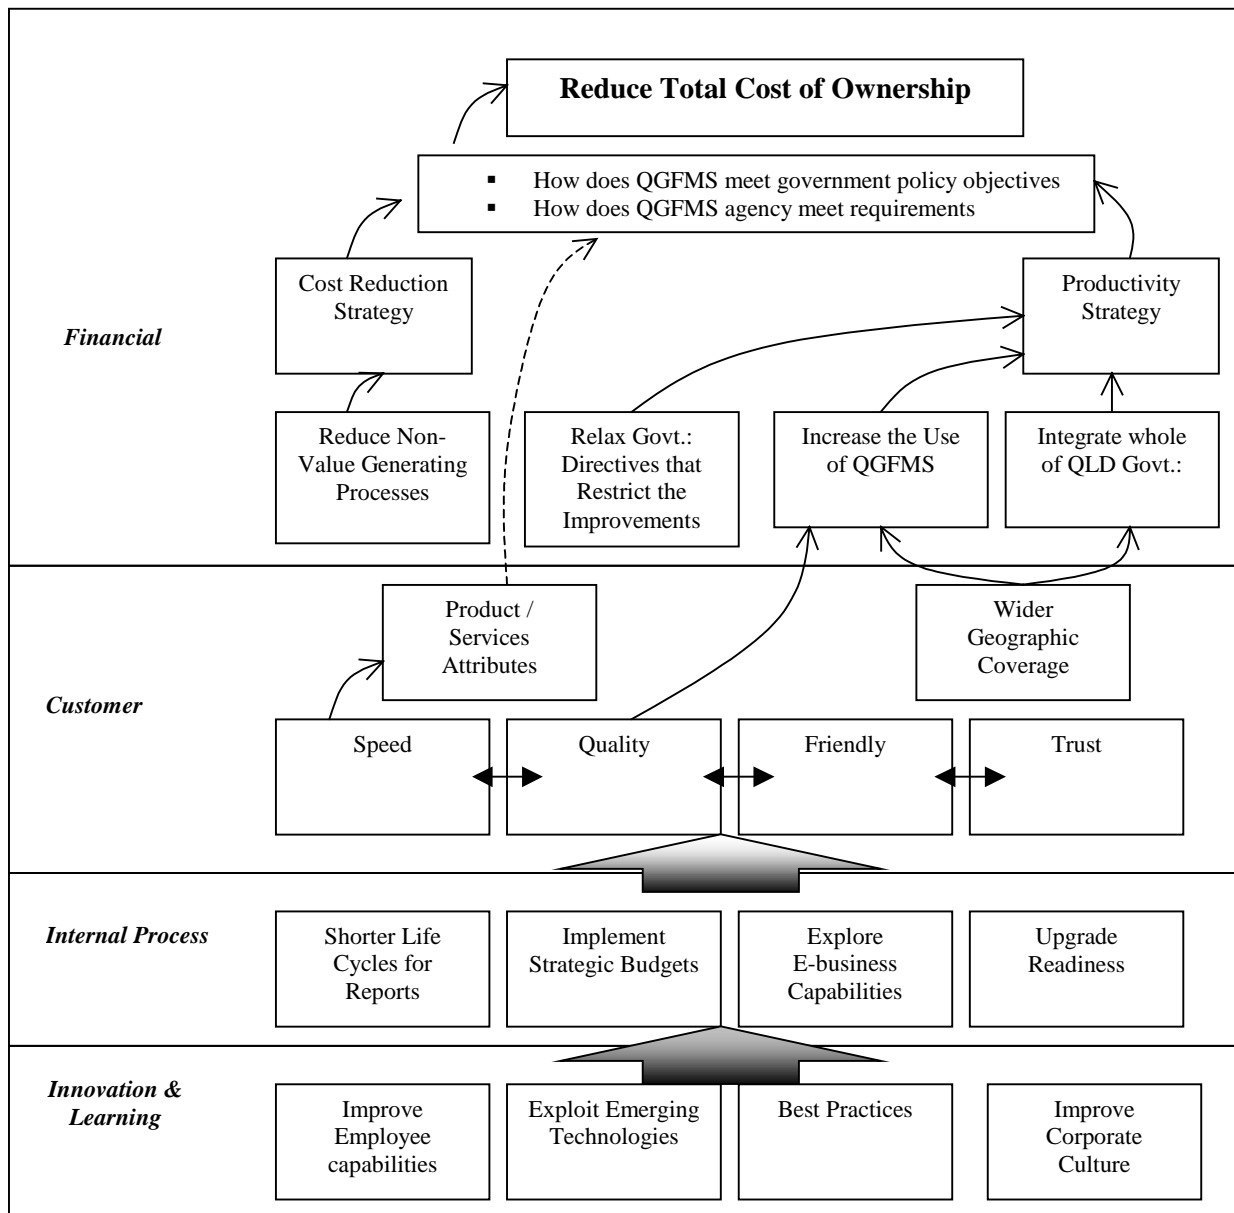 Reduce Total Cost of Ownership
▪ How does QGFMS meet government policy objectives
▪ How does QGFMS agency meet requirements
Financial
Cost Reduction
Strategy
Productivity
Strategy
Reduce Non-
Value Generating
Processes
Relax Govt.:
Directives that
Restrict the
Improvements
Increase the Use
of QGFMS
Integrate whole
of QLD Govt.:
Customer
Product /
Services
Attributes
Wider
Geographic
Coverage
Speed
Quality
Friendly
Trust
Internal Process
Shorter Life
Cycles for
Reports
Implement
Strategic Budgets
Explore
E-business
Capabilities
Upgrade
Readiness
Innovation &
Learning
Improve
Employee
capabilities
Exploit Emerging
Technologies
Best Practices
Improve
Corporate
Culture